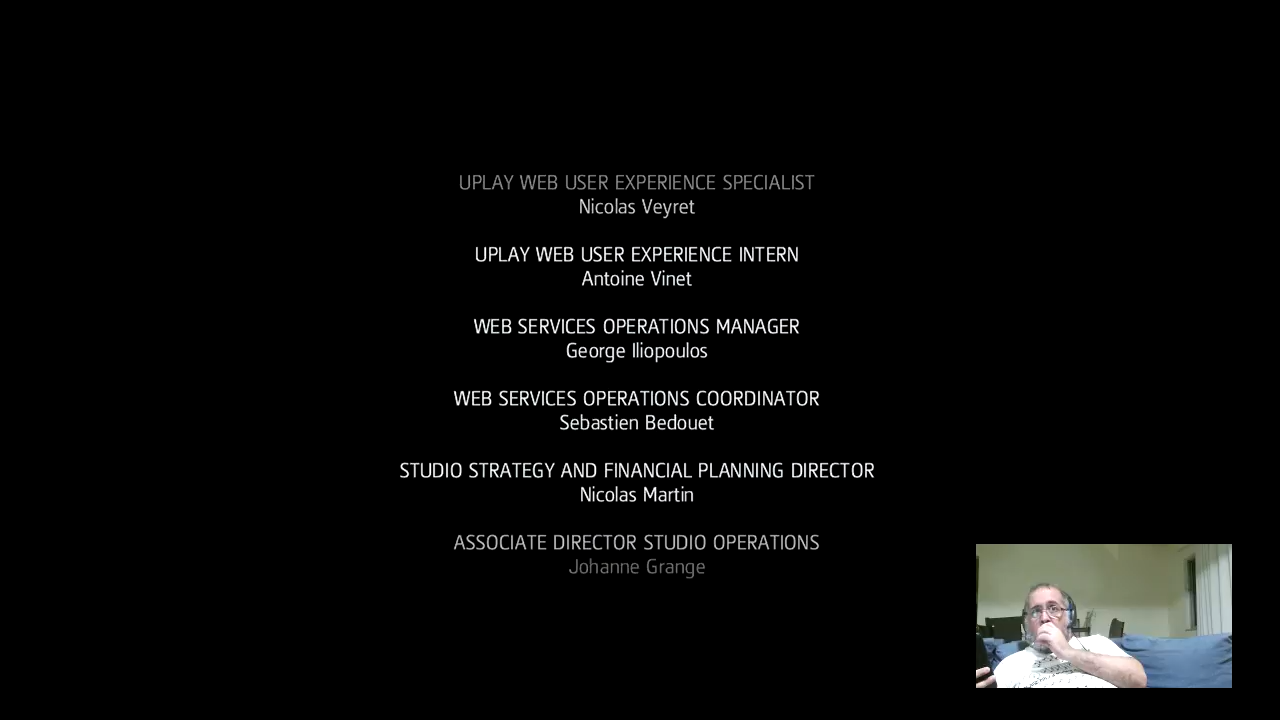 UPLAY WEB USER EXPERIENCE SPECIALIST
Nicolas Veyret
UPLAY WEB USER EXPERIENCE INTERN
Antoine Vinet
WEB SERVICES OPERATIONS MANAGER
George Iliopoulos
WEB SERVICES OPERATIONS COORDINATOR
Sebastien Bedouet
STUDIO STRATEGY AND FINANCIAL PLANNING DIRECTOR
Nicolas Martin
ASSOCIATE DIRECTOR STUDIO OPERATIONS
Johanne Grange